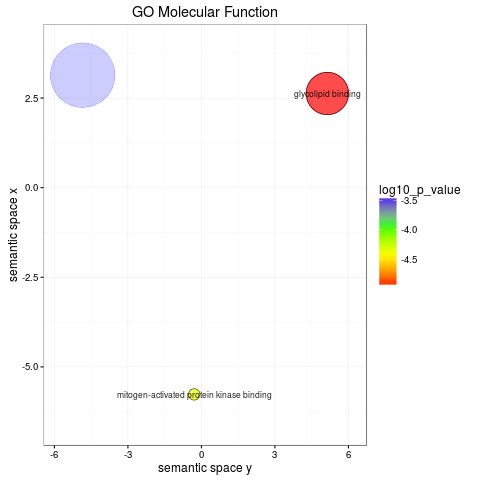 GO Molecular Function
glycolipid binding
mitogen-activated protein kinase binding
2.5
0.0
-2.5
-5.0
semantic space x
-6
-3
0
3
6
semantic space y
log10_p_value
-3.5
-4.0
-4.5